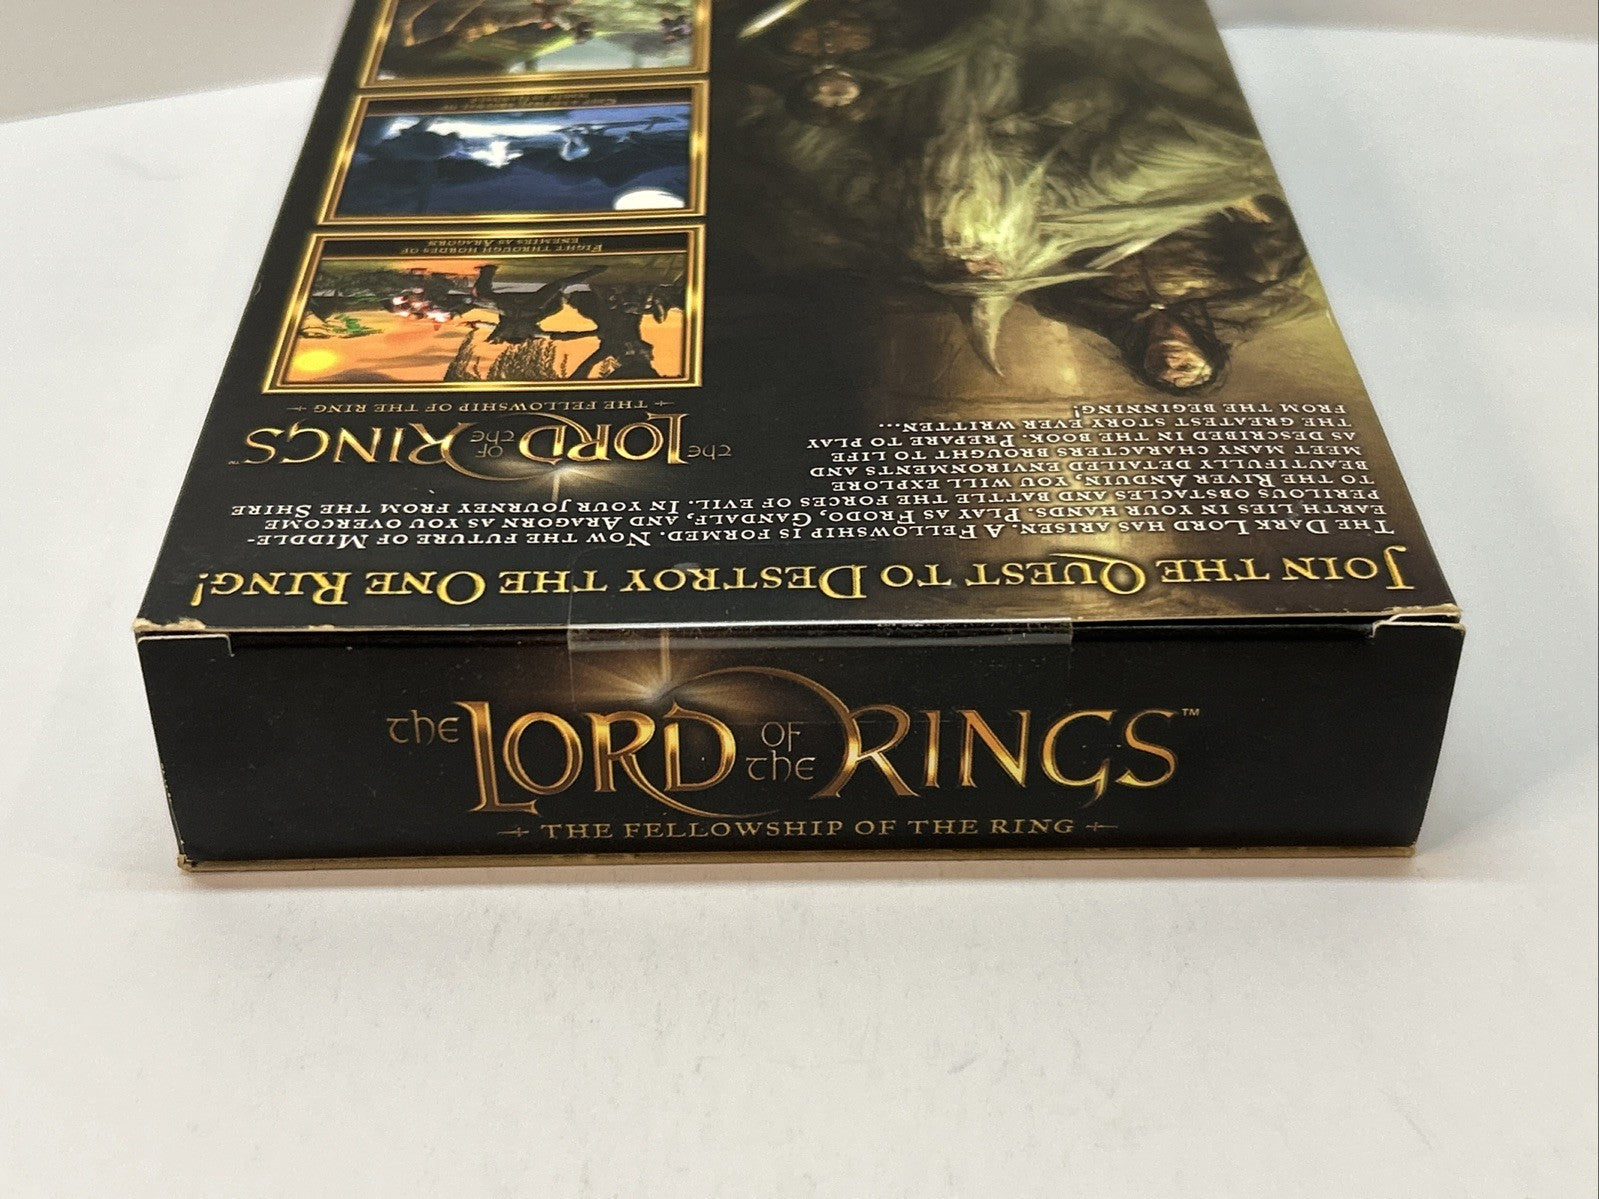 JOIN THE QUEST TO DESTROY THE ONE RING!
THE DARK LORD HAS ARISEN, A FELLOWSHIP IS FORMED. NOW THE FUTURE OF MIDDLE-
EARTH LIES IN YOUR HANDS. PLAY AS FRODO, GANDALF, AND ARAGORN AS YOU OVERCOME
PERILOUS OBSTACLES AND BATTLE THE FORCES OF EVIL. IN YOUR JOURNEY FROM THE SHIRE
TO THE RIVER ANDUIN, YOU WILL EXPLORE
BEAUTIFULLY DETAILED ENVIRONMENTS AND
MEET MANY CHARACTERS BROUGHT TO LIFE
AS DESCRIBED IN THE BOOK. PREPARE TO PLAY
THE GREATEST STORY EVER WRITTEN...
FROM THE BEGINNING!
THE LORD OF THE RINGS™
THE FELLOWSHIP OF THE RING
FIGHT THROUGH HORDES OF
ENEMIES AS ARAGORN
THE LORD OF THE RINGS™
THE FELLOWSHIP OF THE RING